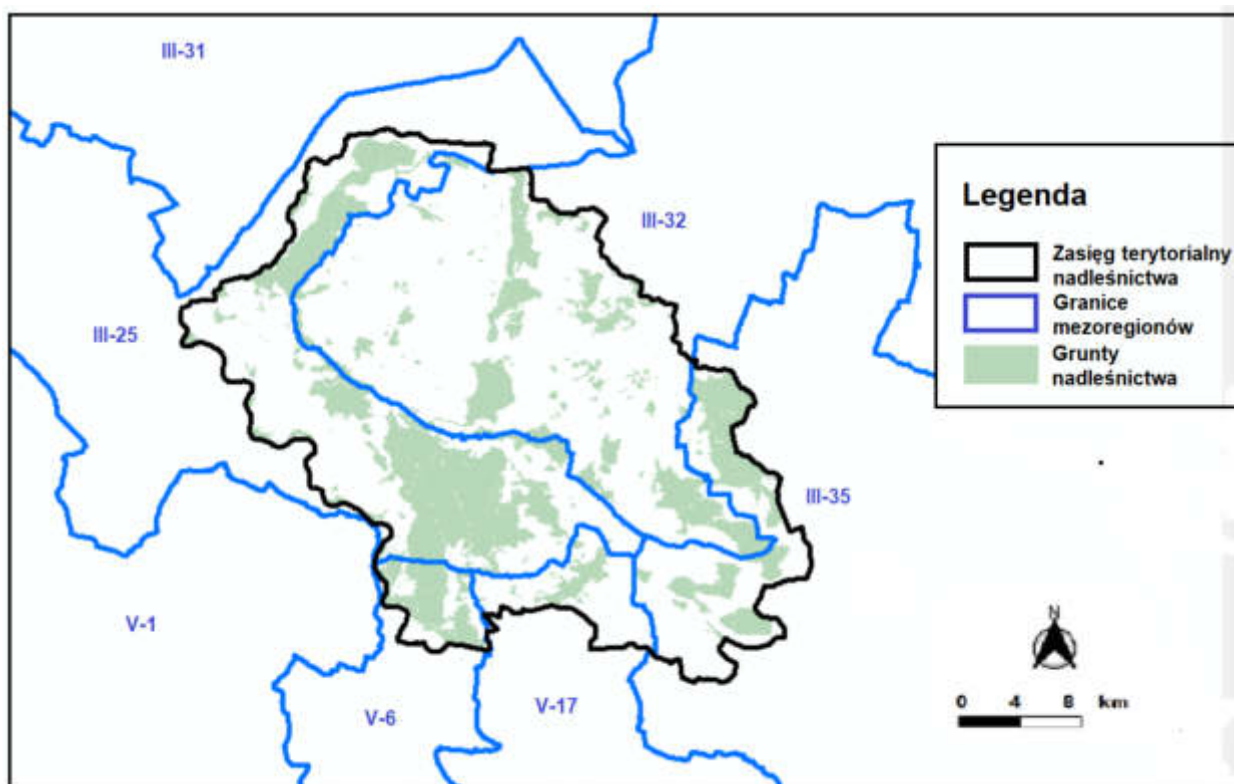 III-31
III-32
III-25
III-35
V-1
V-6
V-17
Legenda
Zasięg terytorialny
nadleśnictwa
Granice
mezoregionów
Grunty
nadleśnictwa
N
0 4 8 km